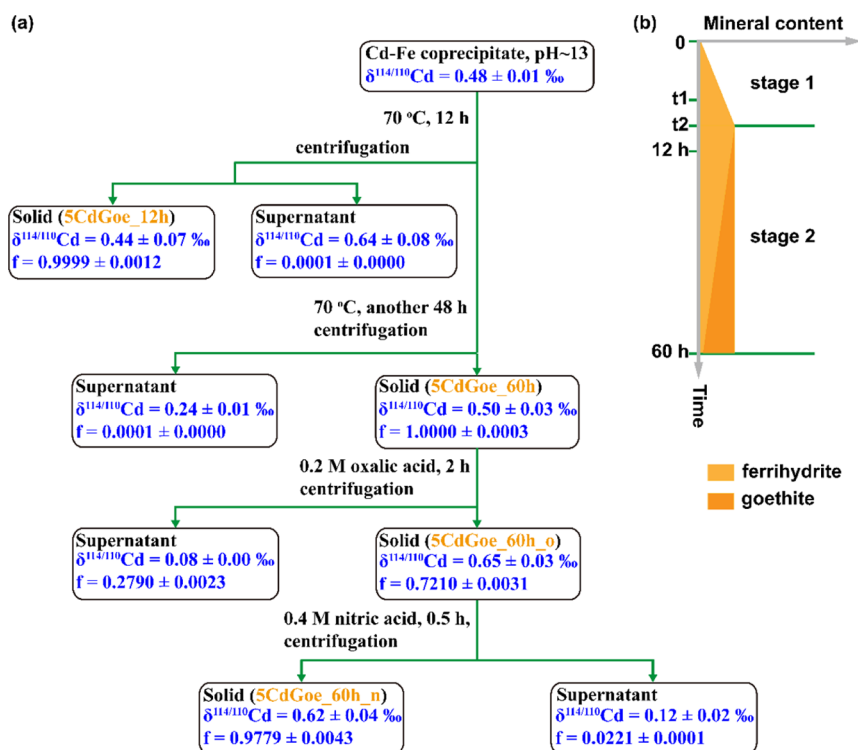 (a)
Cd-Fe coprecipitate, pH~13
δ¹¹⁴/¹¹⁰Cd = 0.48 ± 0.01 ‰
70 °C, 12 h
centrifugation
Solid (5CdGoe_12h)
δ¹¹⁴/¹¹⁰Cd = 0.44 ± 0.07 ‰
f = 0.9999 ± 0.0012
Supernatant
δ¹¹⁴/¹¹⁰Cd = 0.64 ± 0.08 ‰
f = 0.0001 ± 0.0000
70 °C, another 48 h
centrifugation
Supernatant
δ¹¹⁴/¹¹⁰Cd = 0.24 ± 0.01 ‰
f = 0.0001 ± 0.0000
Solid (5CdGoe_60h)
δ¹¹⁴/¹¹⁰Cd = 0.50 ± 0.03 ‰
f = 1.0000 ± 0.0003
0.2 M oxalic acid, 2 h
centrifugation
Supernatant
δ¹¹⁴/¹¹⁰Cd = 0.08 ± 0.00 ‰
f = 0.2790 ± 0.0023
Solid (5CdGoe_60h_o)
δ¹¹⁴/¹¹⁰Cd = 0.65 ± 0.03 ‰
f = 0.7210 ± 0.0031
0.4 M nitric acid, 0.5 h,
centrifugation
Solid (5CdGoe_60h_n)
δ¹¹⁴/¹¹⁰Cd = 0.62 ± 0.04 ‰
f = 0.9779 ± 0.0043
Supernatant
δ¹¹⁴/¹¹⁰Cd = 0.12 ± 0.02 ‰
f = 0.0221 ± 0.0001
(b)
Mineral content
0
stage 1
t1
t2
12 h
stage 2
60 h
Time
ferrihydrite
goethite